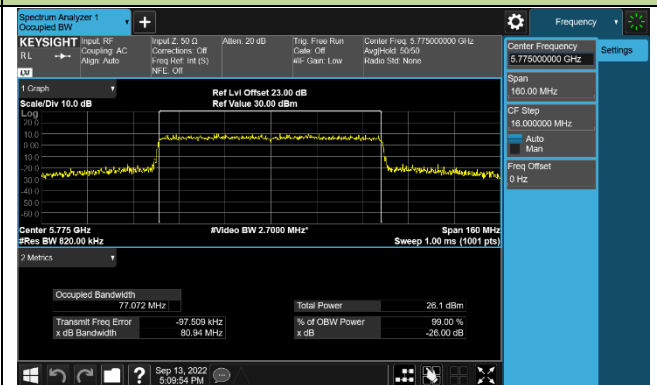 Spectrum Analyzer 1
Occupied BW
+
Frequency
KEYSIGHT
RL
LXI
Input: RF
Coupling: AC
Align: Auto
Input Z: 50 Ω
Corrections: Off
Freq Ref: Int (S)
NFE: Off
Atten: 20 dB
Trig: Free Run
Gate: Off
#IF Gain: Low
Center Freq: 5.775000000 GHz
Avg|Hold: 50/50
Radio Std: None
Center Frequency
5.775000000 GHz
Settings
Span
160.00 MHz
CF Step
16.000000 MHz
Auto
Man
Freq Offset
0 Hz
1 Graph
Scale/Div 10.0 dB
Ref Lvl Offset 23.00 dB
Ref Value 30.00 dBm
Log
20.0
10.0
0.00
-10.0
-20.0
-30.0
-40.0
-50.0
-60.0
Center 5.775 GHz
#Res BW 820.00 kHz
#Video BW 2.7000 MHz*
Span 160 MHz
Sweep 1.00 ms (1001 pts)
2 Metrics
Occupied Bandwidth
77.072 MHz
Total Power 26.1 dBm
Transmit Freq Error -97.509 kHz
% of OBW Power 99.00 %
x dB Bandwidth 80.94 MHz
x dB -26.00 dB
?
Sep 13, 2022
5:09:54 PM